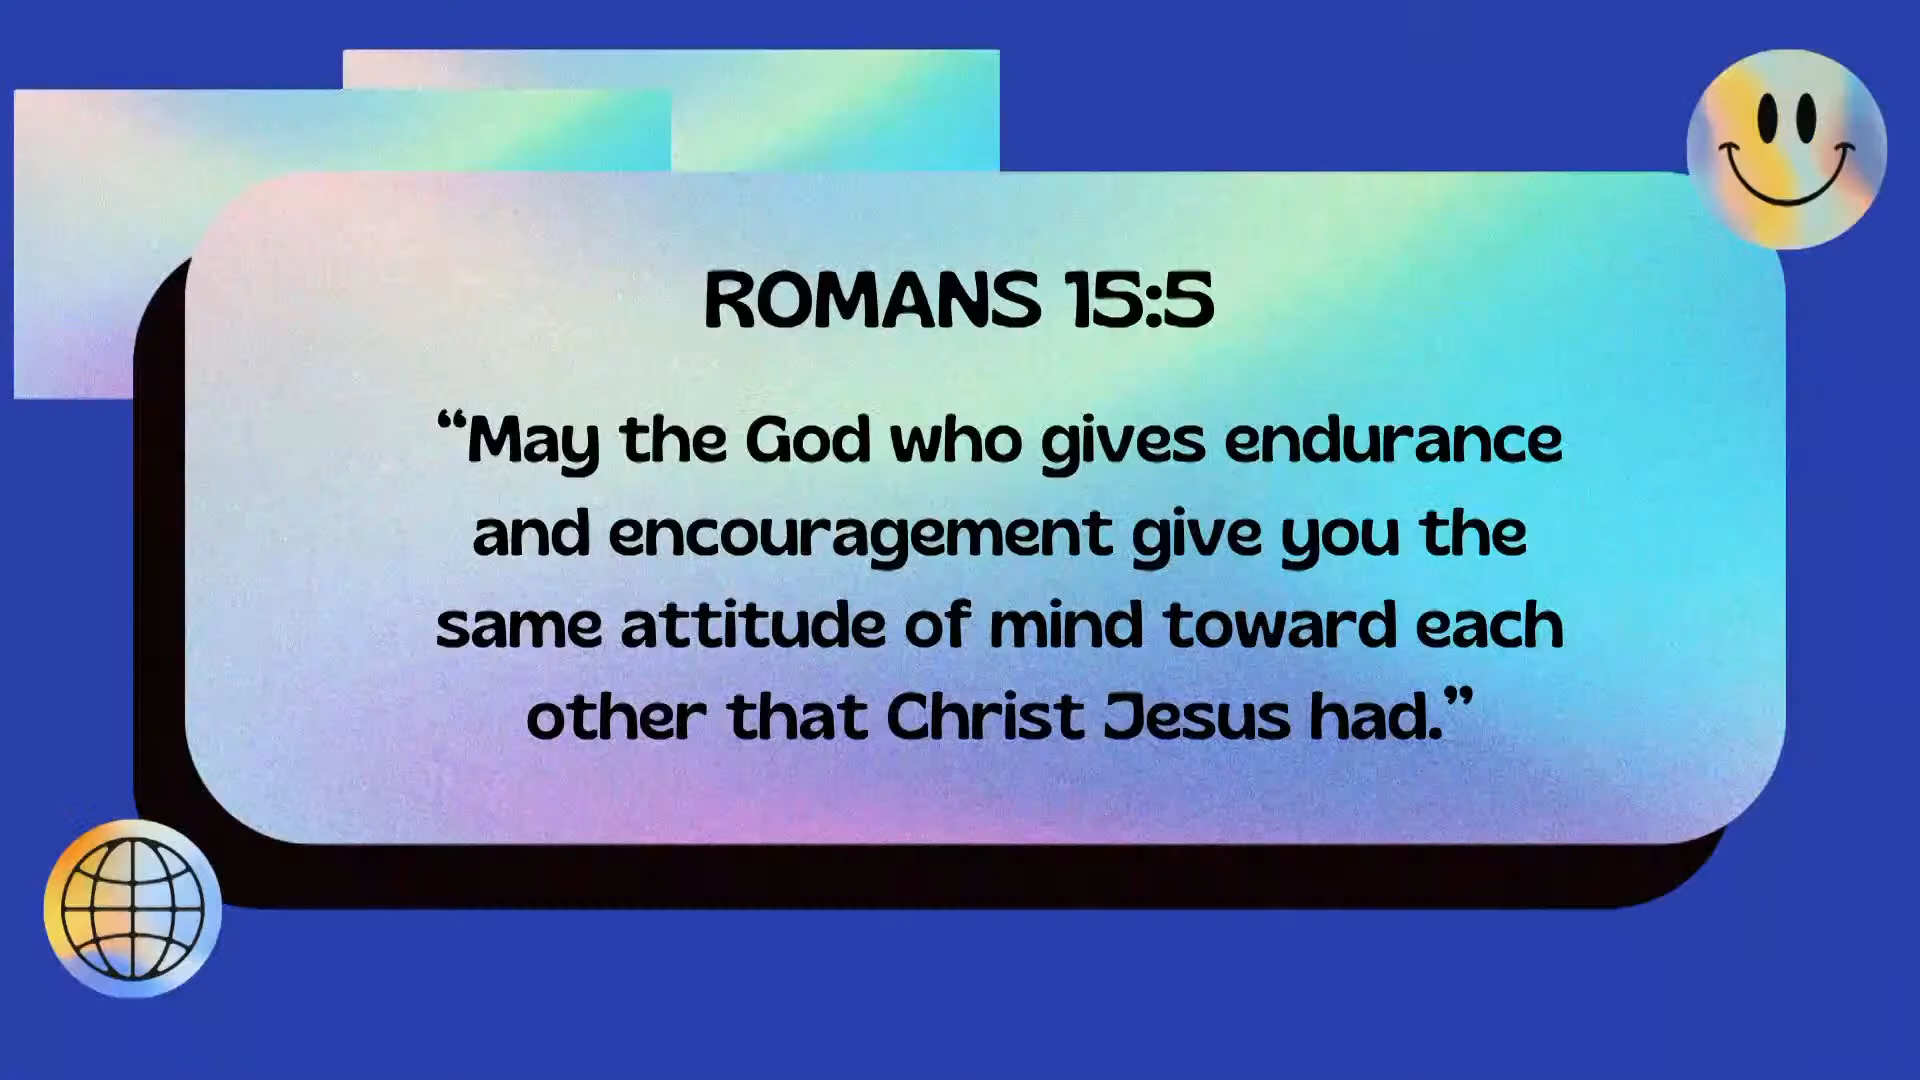 ROMANS 15:5
“May the God who gives endurance
and encouragement give you the
same attitude of mind toward each
other that Christ Jesus had.”